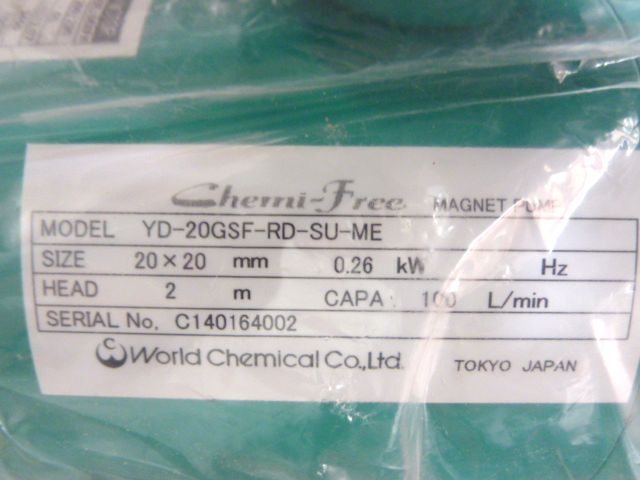 Chemi-Free MAGNET PUMP
MODEL YD-20GSF-RD-SU-ME
SIZE 20×20 mm 0.26 kW Hz
HEAD 2 m CAPA 100 L/min
SERIAL No. C140164002
World Chemical Co.,Ltd. TOKYO JAPAN